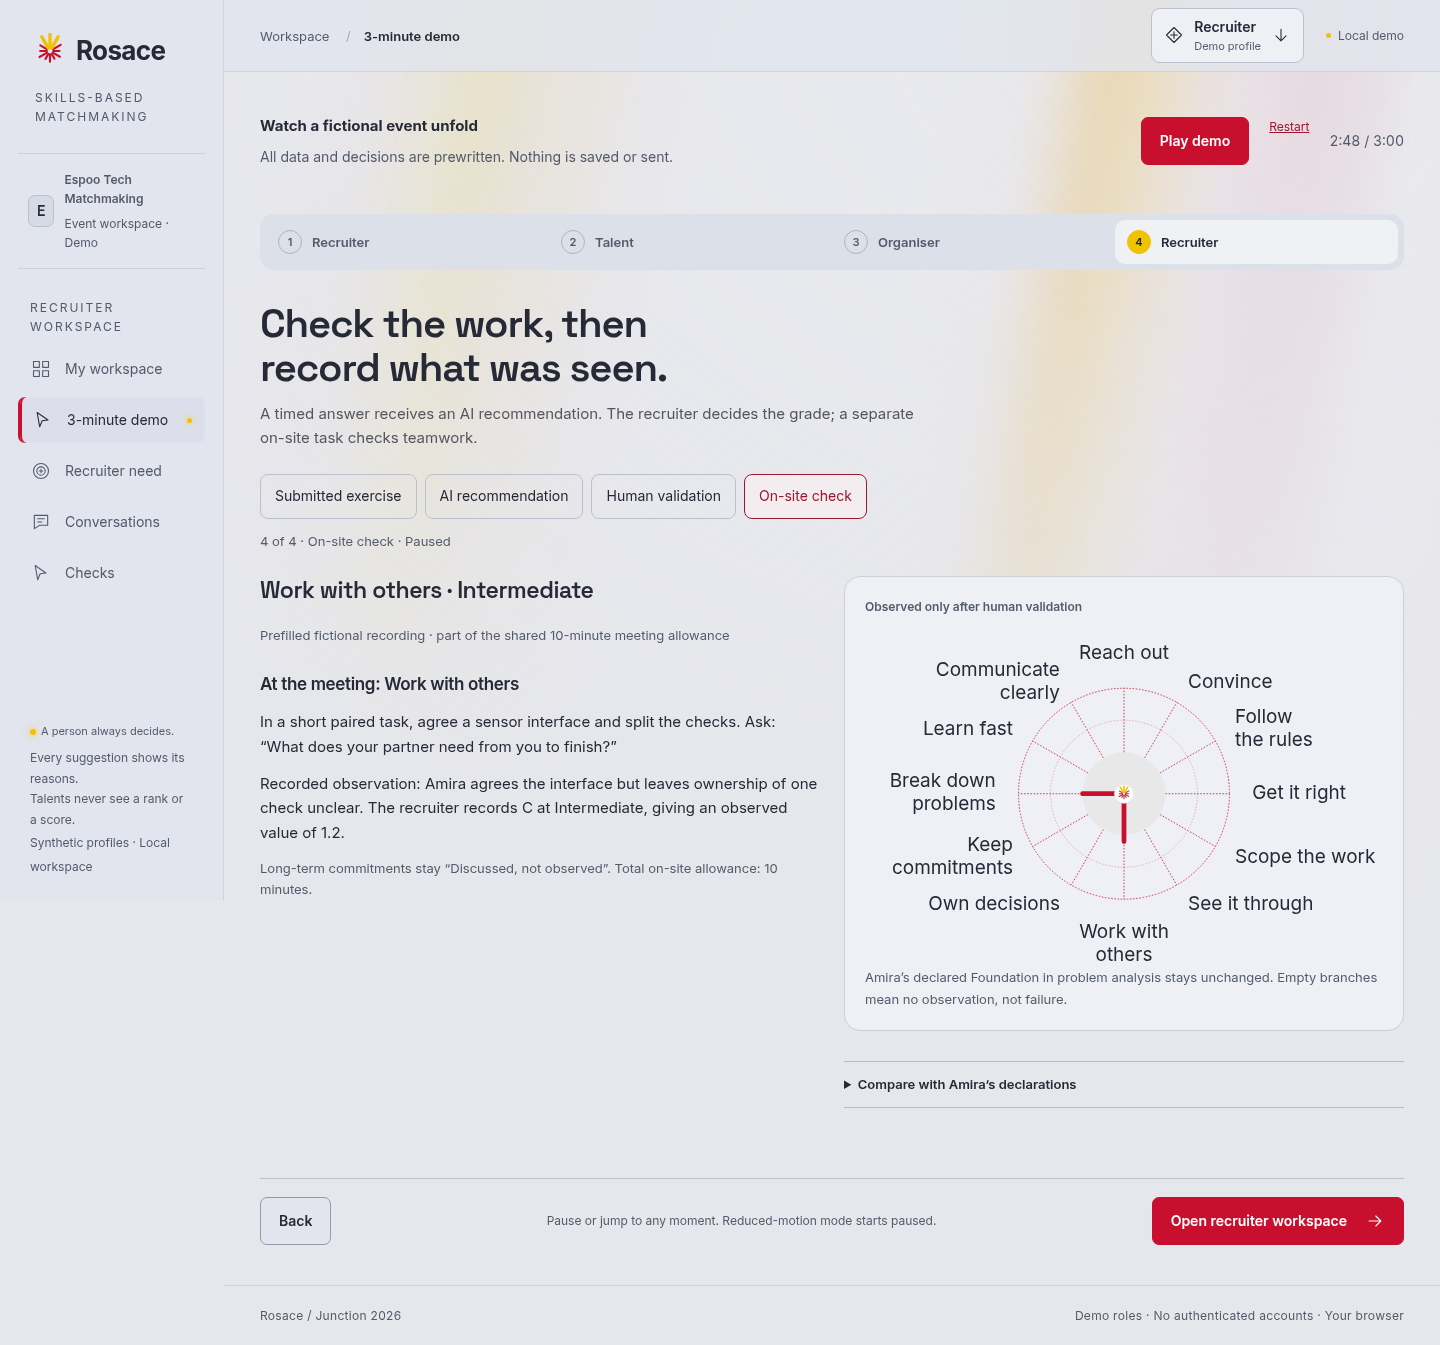 Rosace
SKILLS-BASED
MATCHMAKING
E
Espoo Tech
Matchmaking
Event workspace ·
Demo
RECRUITER
WORKSPACE
My workspace
3-minute demo
Recruiter need
Conversations
Checks
A person always decides.
Every suggestion shows its
reasons.
Talents never see a rank or
a score.
Synthetic profiles · Local
workspace
Workspace / 3-minute demo
Recruiter
Demo profile
Local demo
Watch a fictional event unfold
All data and decisions are prewritten. Nothing is saved or sent.
Play demo
Restart
2:48 / 3:00
1 Recruiter
2 Talent
3 Organiser
4 Recruiter
Check the work, then
record what was seen.
A timed answer receives an AI recommendation. The recruiter decides the grade; a separate
on-site task checks teamwork.
Submitted exercise
AI recommendation
Human validation
On-site check
4 of 4 · On-site check · Paused
Work with others · Intermediate
Prefilled fictional recording · part of the shared 10-minute meeting allowance
At the meeting: Work with others
In a short paired task, agree a sensor interface and split the checks. Ask:
“What does your partner need from you to finish?”
Recorded observation: Amira agrees the interface but leaves ownership of one
check unclear. The recruiter records C at Intermediate, giving an observed
value of 1.2.
Long-term commitments stay “Discussed, not observed”. Total on-site allowance: 10
minutes.
Observed only after human validation
Reach out
Convince
Follow
the rules
Get it right
Scope the work
See it through
Work with
others
Own decisions
Keep
commitments
Break down
problems
Learn fast
Communicate
clearly
Amira’s declared Foundation in problem analysis stays unchanged. Empty branches
mean no observation, not failure.
Compare with Amira’s declarations
Back
Pause or jump to any moment. Reduced-motion mode starts paused.
Open recruiter workspace
Rosace / Junction 2026
Demo roles · No authenticated accounts · Your browser